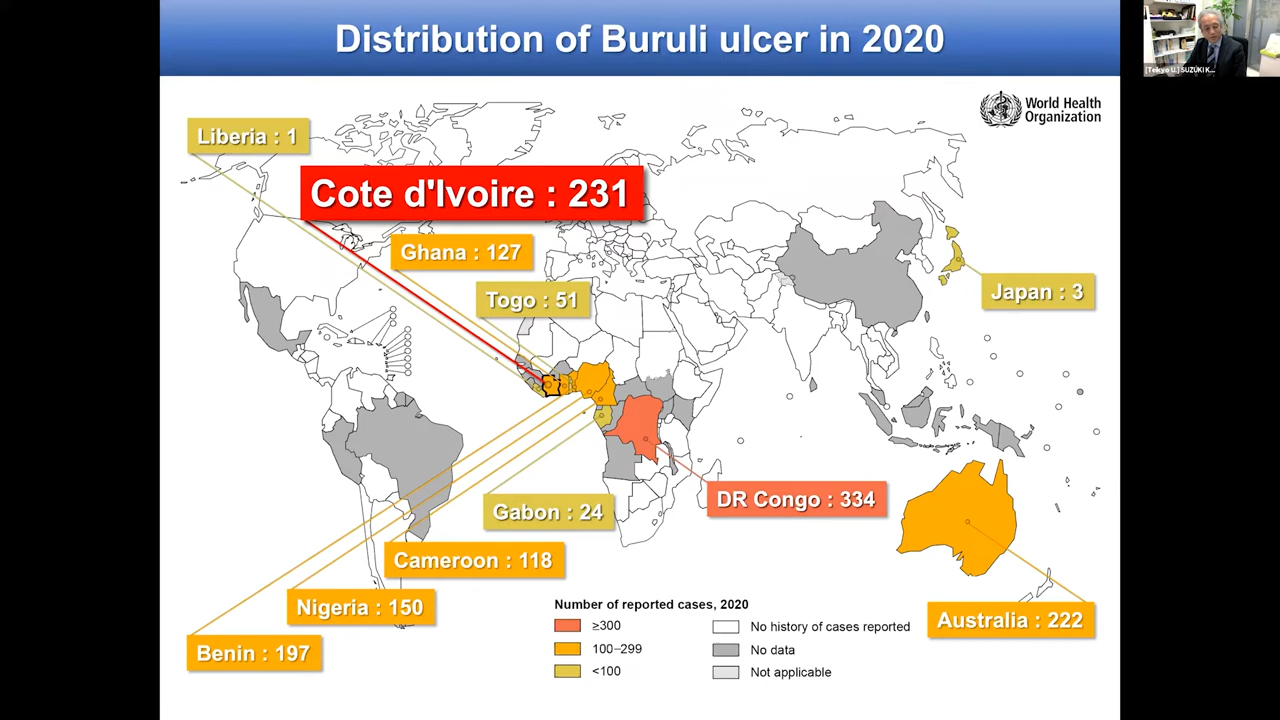 Distribution of Buruli ulcer in 2020
[Teikyo U.] SUZUKI K...
World Health
Organization
Liberia : 1
Cote d'Ivoire : 231
Ghana : 127
Togo : 51
Japan : 3
DR Congo : 334
Gabon : 24
Cameroon : 118
Nigeria : 150
Benin : 197
Australia : 222
Number of reported cases, 2020
≥300
100–299
<100
No history of cases reported
No data
Not applicable